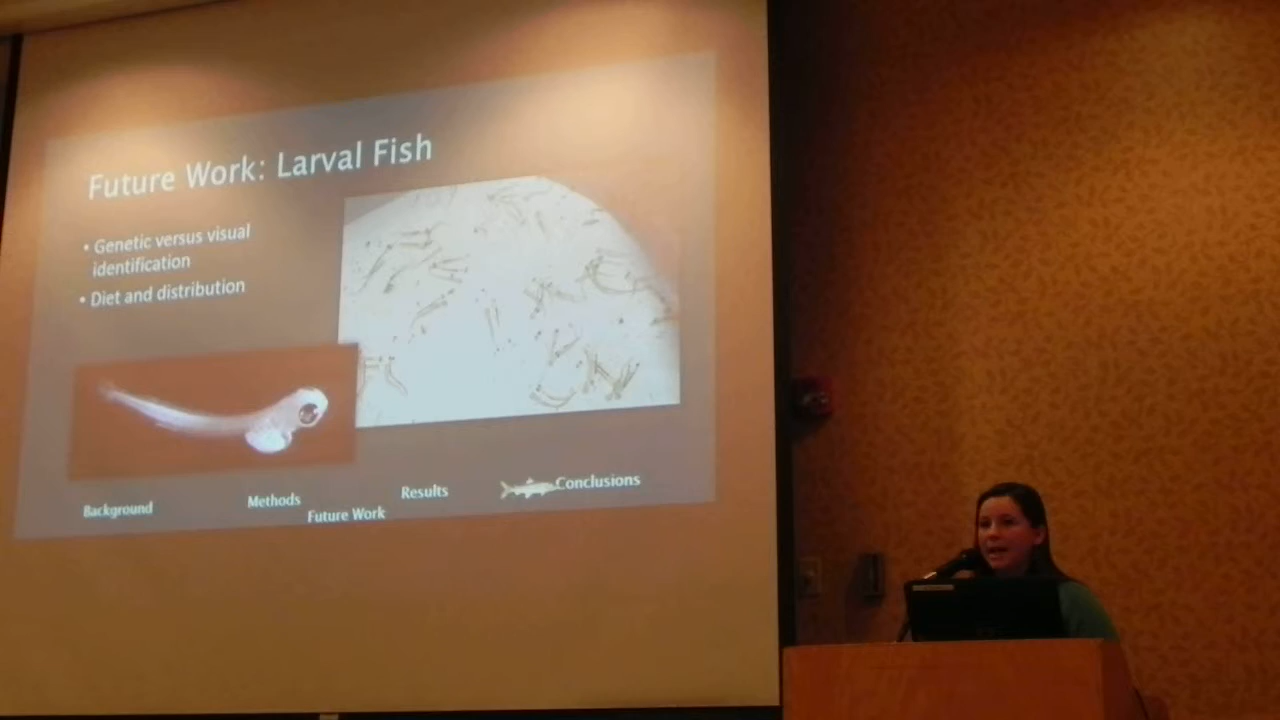 Future Work: Larval Fish
• Genetic versus visual
identification
• Diet and distribution
Background
Methods
Results
Conclusions
Future Work